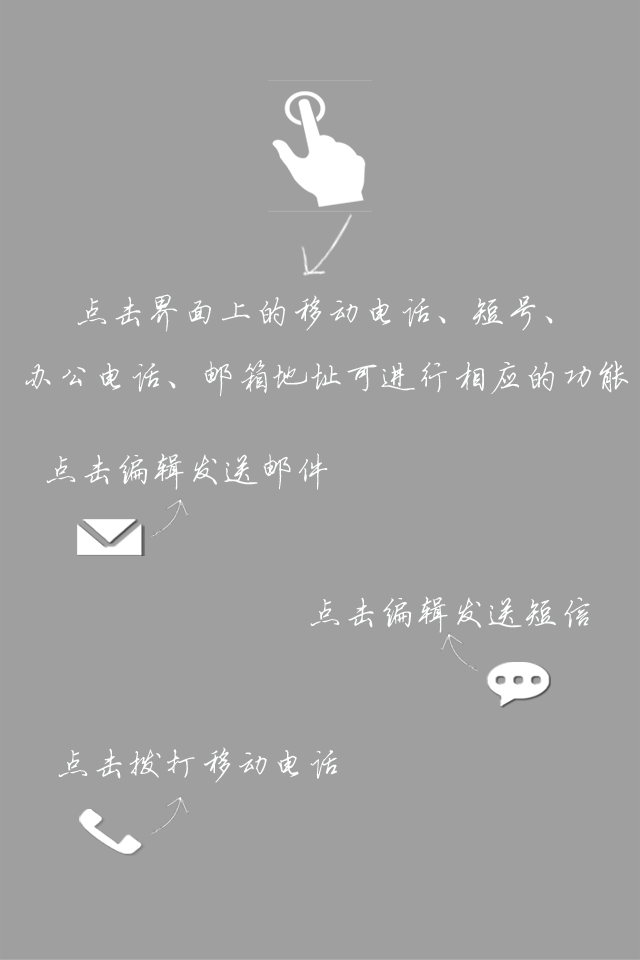 点击界面上的移动电话、短号、
办公电话、邮箱地址可进行相应的功能
点击编辑发送邮件
点击编辑发送短信
点击拨打移动电话